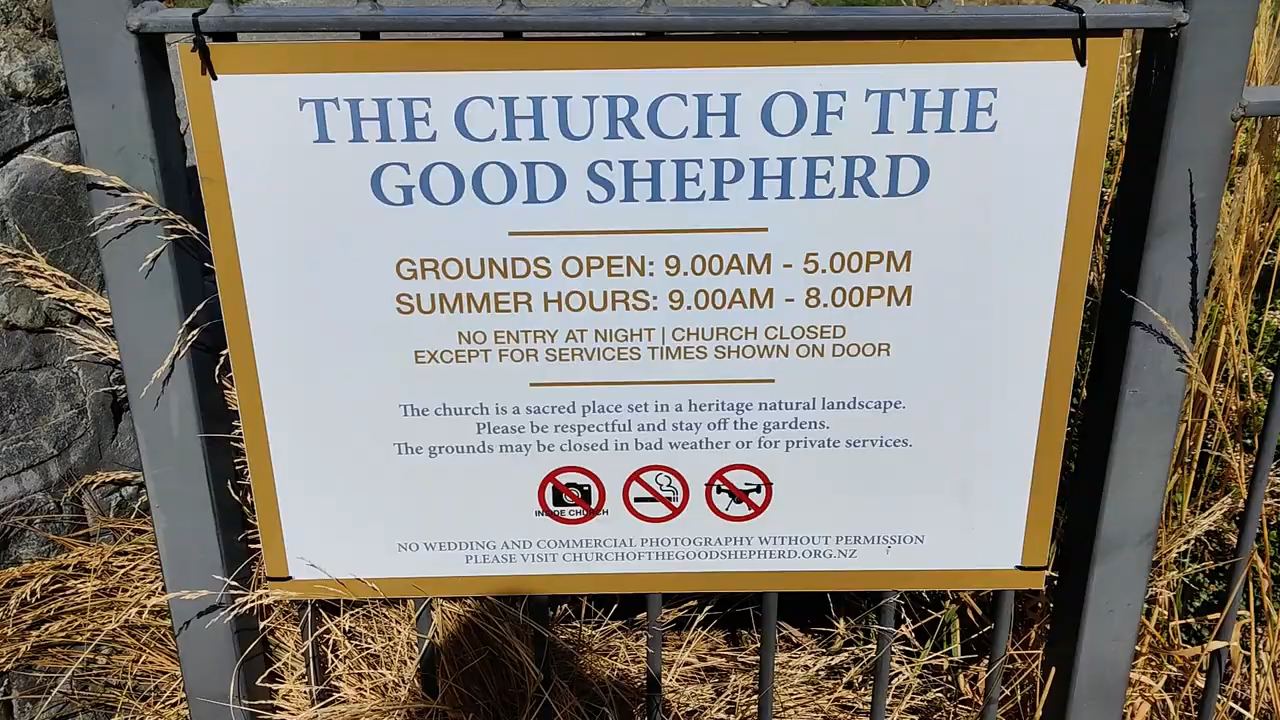 THE CHURCH OF THE
GOOD SHEPHERD
GROUNDS OPEN: 9.00AM - 5.00PM
SUMMER HOURS: 9.00AM - 8.00PM
NO ENTRY AT NIGHT | CHURCH CLOSED
EXCEPT FOR SERVICES TIMES SHOWN ON DOOR
The church is a sacred place set in a heritage natural landscape.
Please be respectful and stay off the gardens.
The grounds may be closed in bad weather or for private services.
INSIDE CHURCH
NO WEDDING AND COMMERCIAL PHOTOGRAPHY WITHOUT PERMISSION
PLEASE VISIT CHURCHOFTHEGOODSHEPHERD.ORG.NZ